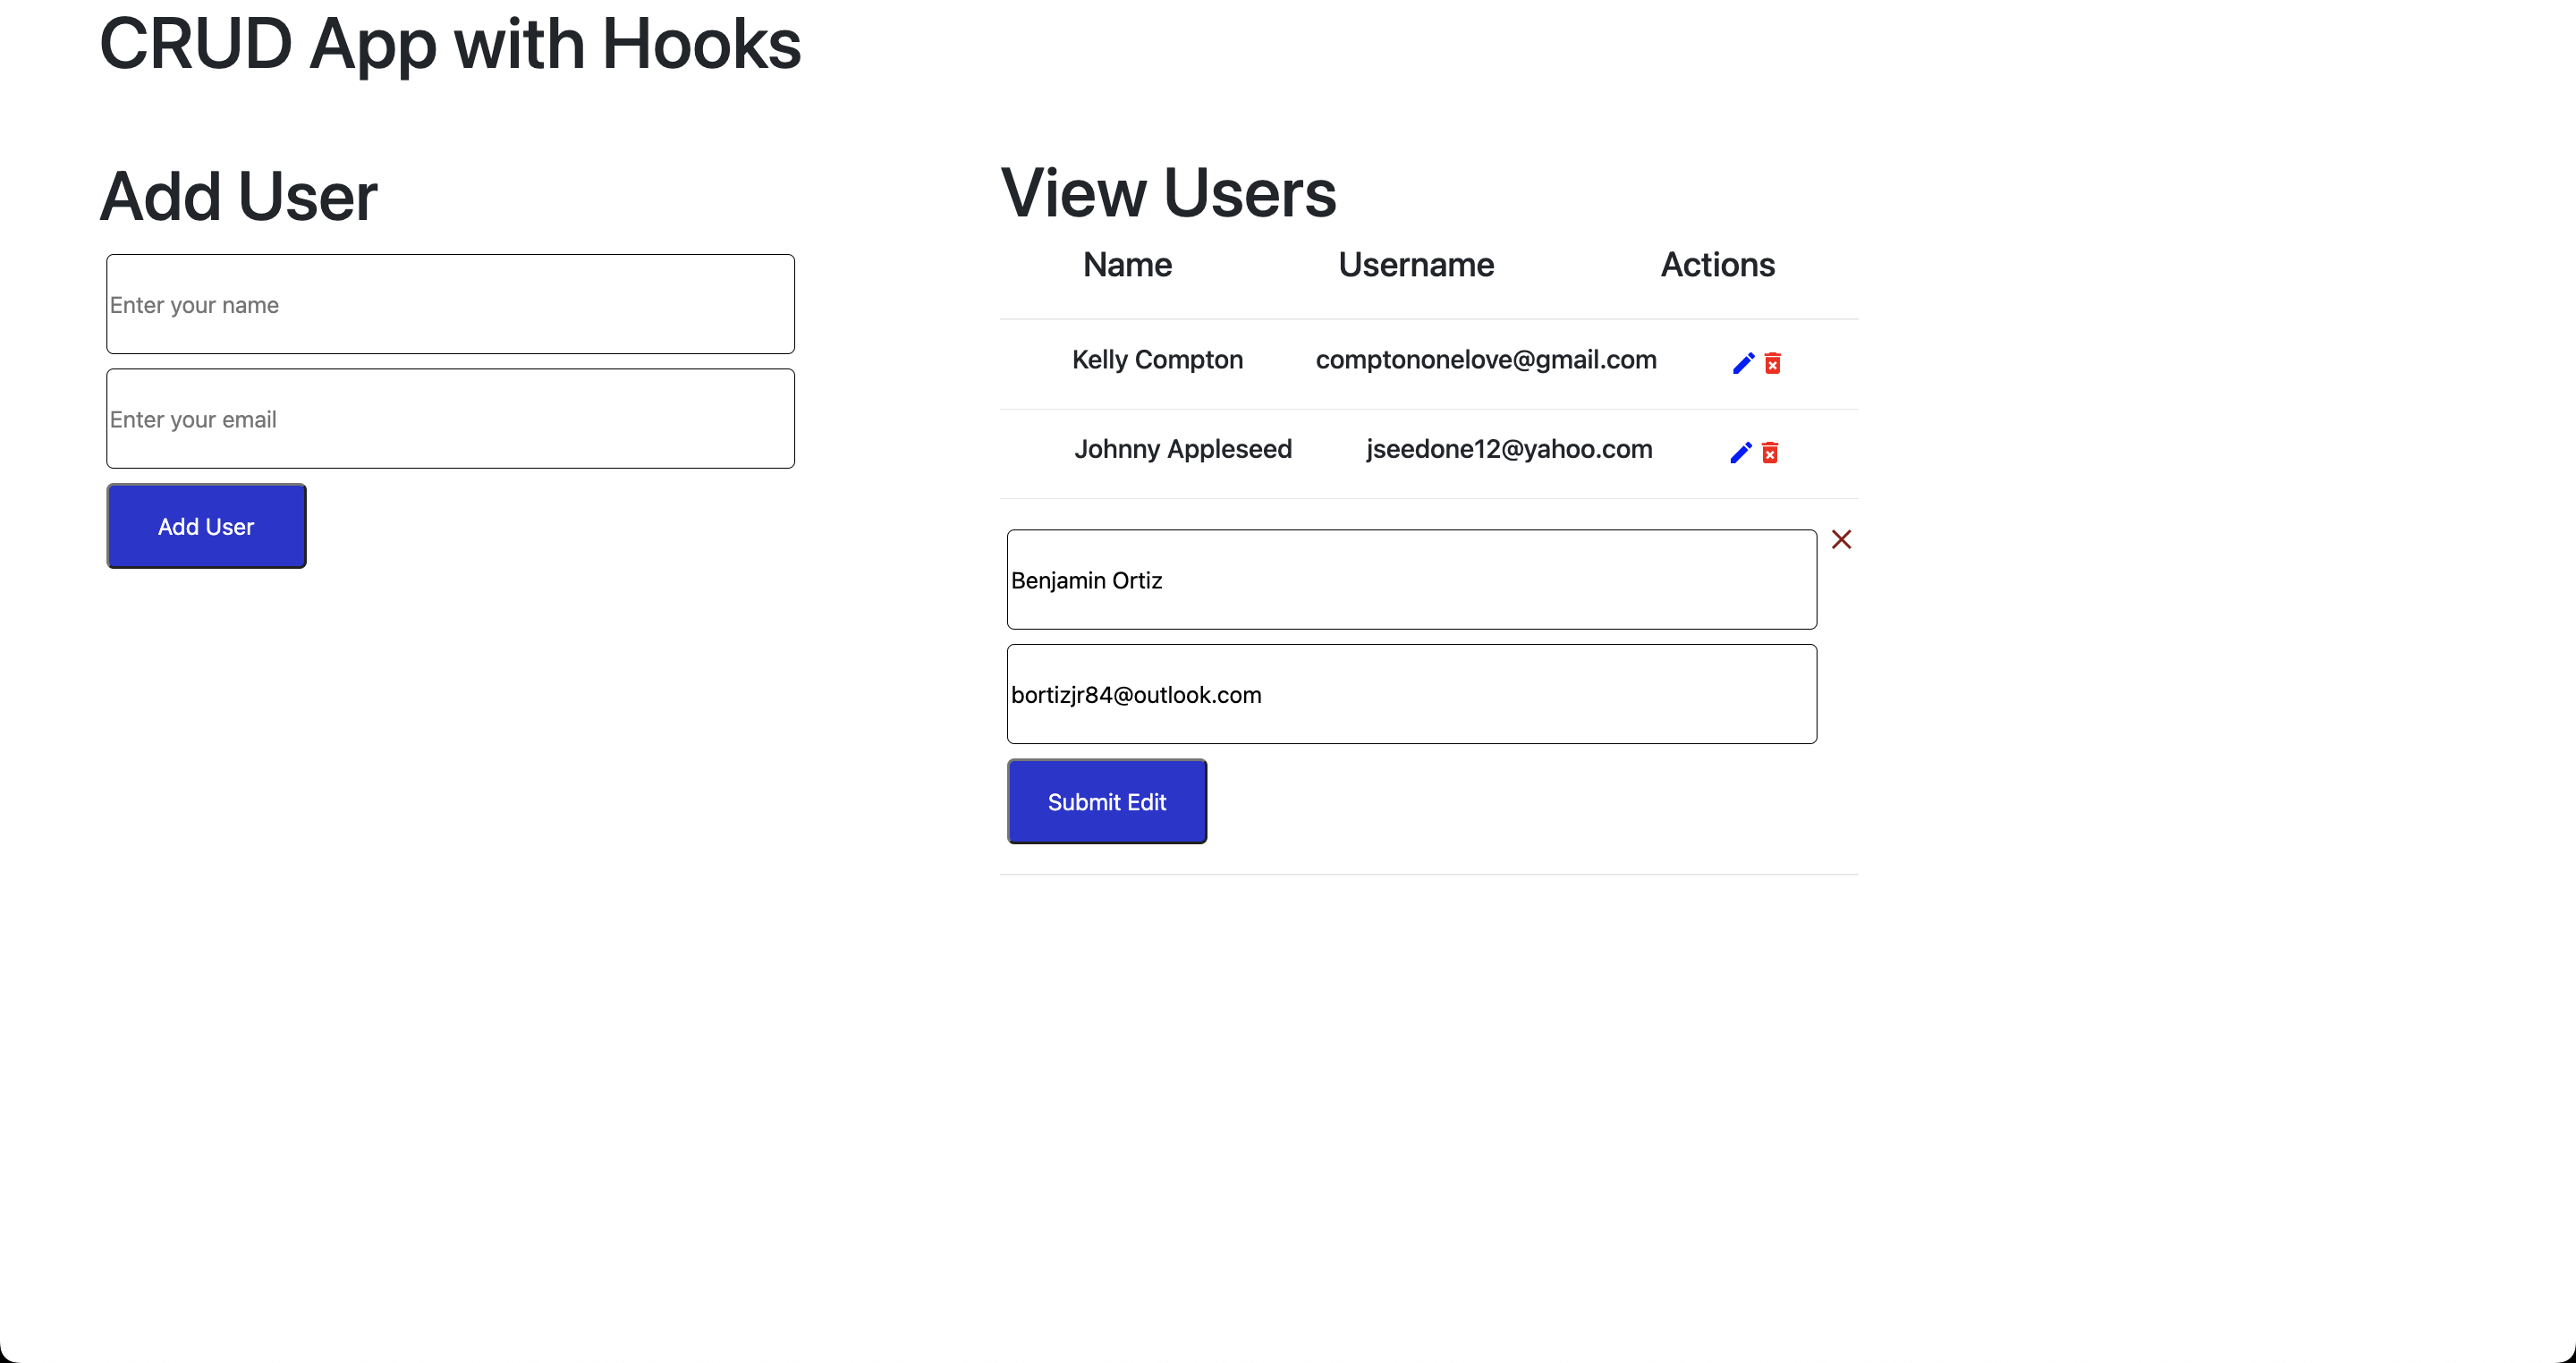 CRUD App with Hooks
Add User
Enter your name
Enter your email
Add User
View Users
Name Username Actions
Kelly Compton comptononelove@gmail.com
Johnny Appleseed jseedone12@yahoo.com
Benjamin Ortiz
bortizjr84@outlook.com
Submit Edit